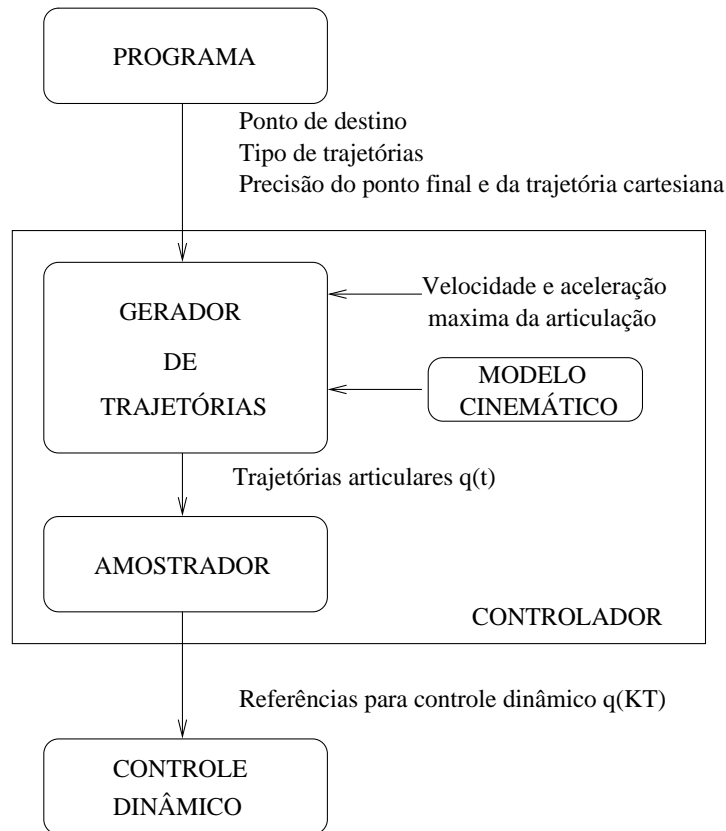 PROGRAMA
Ponto de destino
Tipo de trajetórias
Precisão do ponto final e da trajetória cartesiana
GERADOR
DE
TRAJETÓRIAS
Velocidade e aceleração
maxima da articulação
MODELO
CINEMÁTICO
Trajetórias articulares q(t)
AMOSTRADOR
CONTROLADOR
Referências para controle dinâmico q(KT)
CONTROLE
DINÂMICO